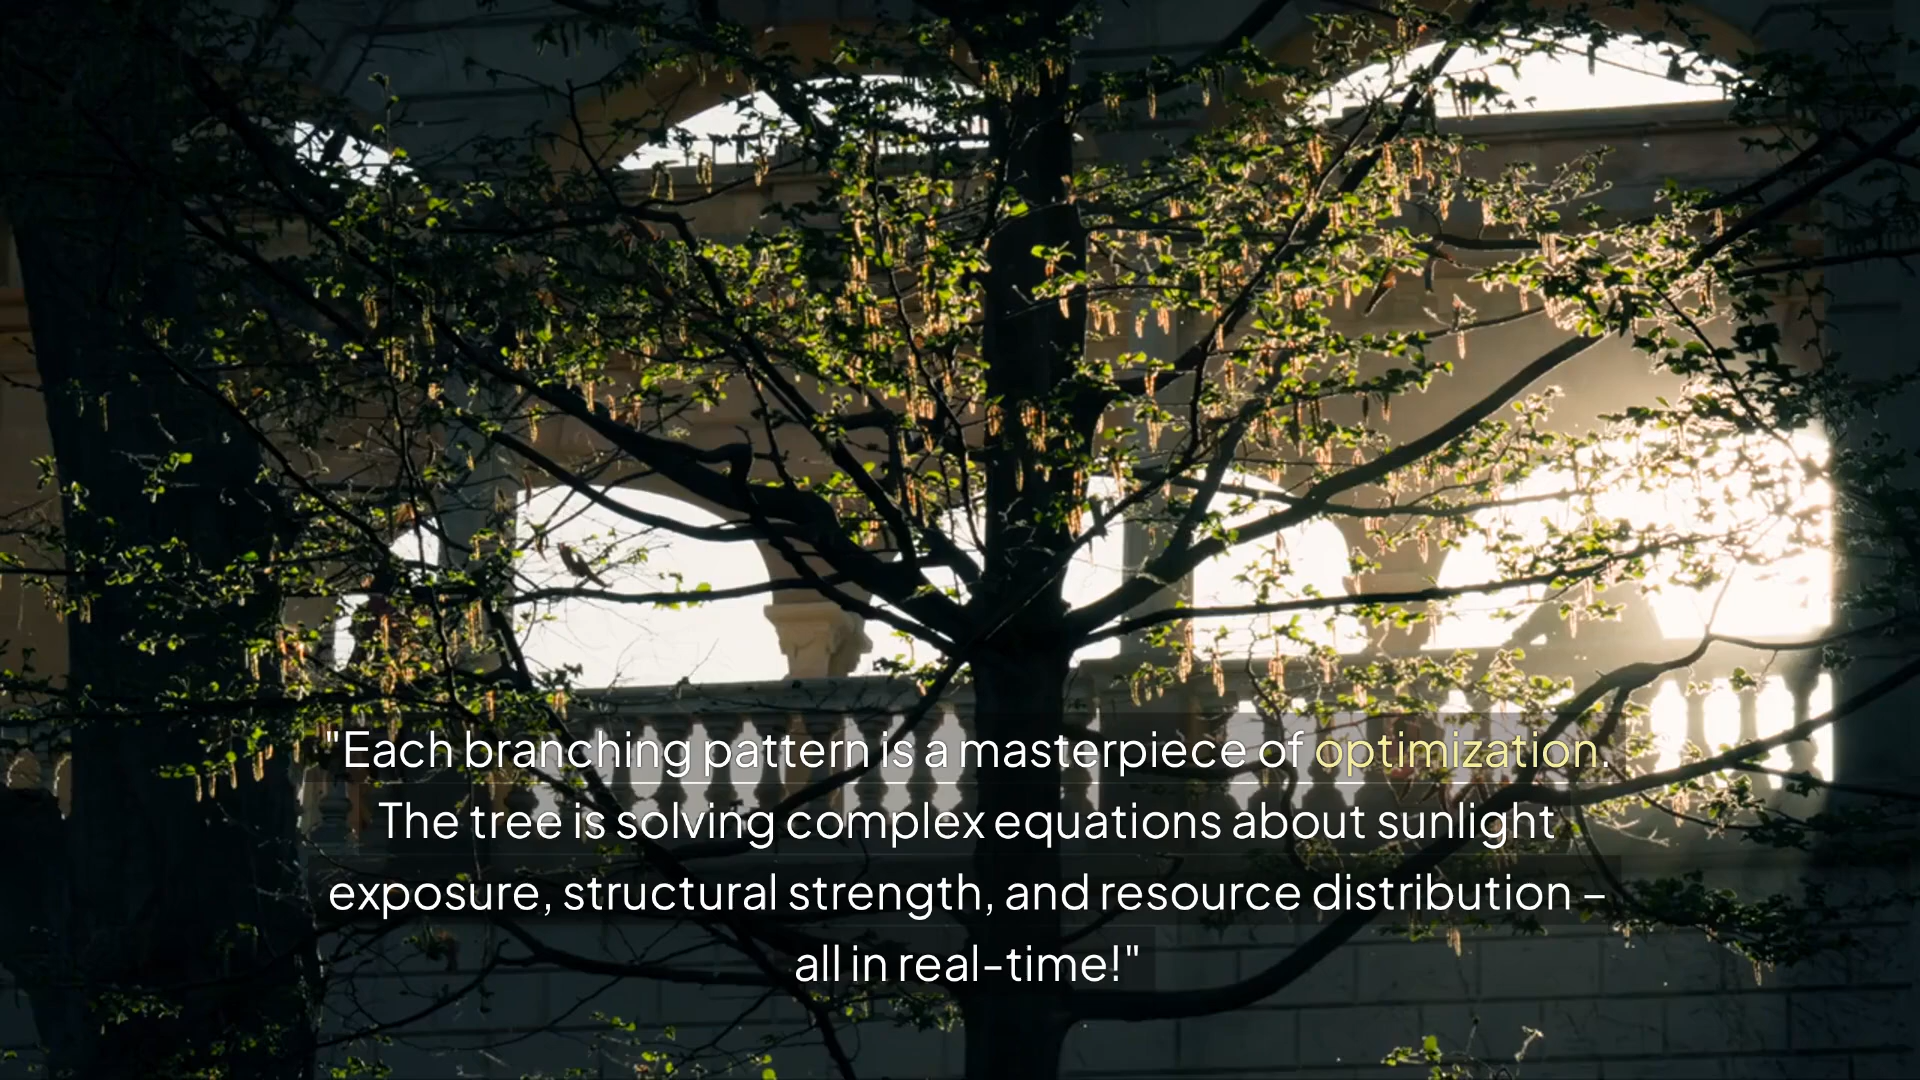 "Each branching pattern is a masterpiece of optimization.
The tree is solving complex equations about sunlight
exposure, structural strength, and resource distribution –
all in real-time!"